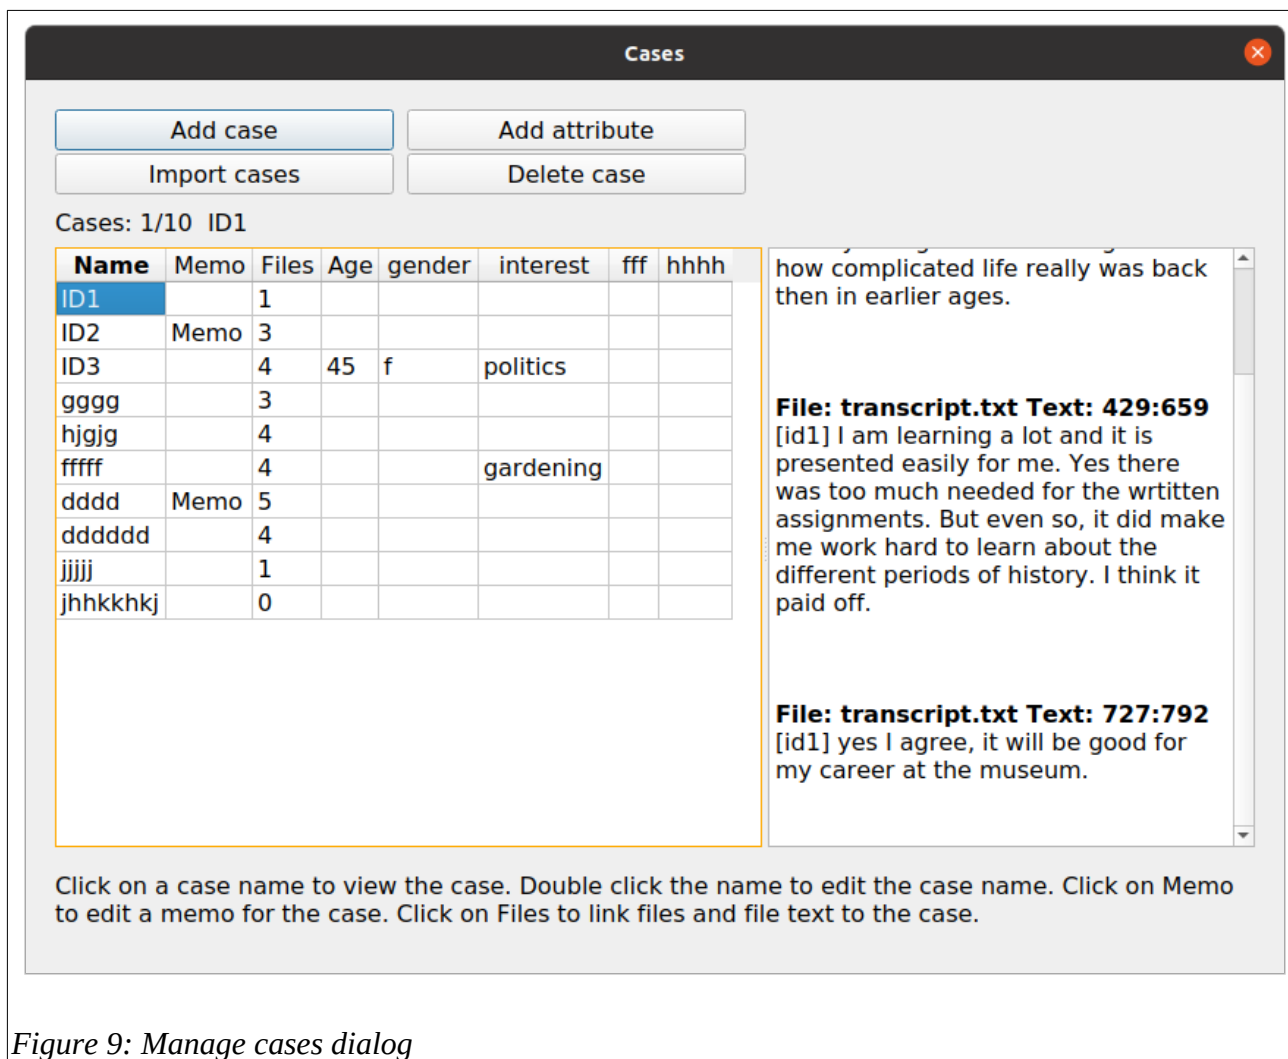 Cases
Add case
Add attribute
Import cases
Delete case
Cases: 1/10 ID1
Name Memo Files Age gender interest fff hhhh
ID1 1
ID2 Memo 3
ID3 4 45 f politics
gggg 3
hjgjg 4
fffff 4 gardening
dddd Memo 5
dddddd 4
jjjjj 1
jhhkkhkj 0
how complicated life really was back
then in earlier ages.
File: transcript.txt Text: 429:659
[id1] I am learning a lot and it is
presented easily for me. Yes there
was too much needed for the wrtitten
assignments. But even so, it did make
me work hard to learn about the
different periods of history. I think it
paid off.
File: transcript.txt Text: 727:792
[id1] yes I agree, it will be good for
my career at the museum.
Click on a case name to view the case. Double click the name to edit the case name. Click on Memo
to edit a memo for the case. Click on Files to link files and file text to the case.
Figure 9: Manage cases dialog